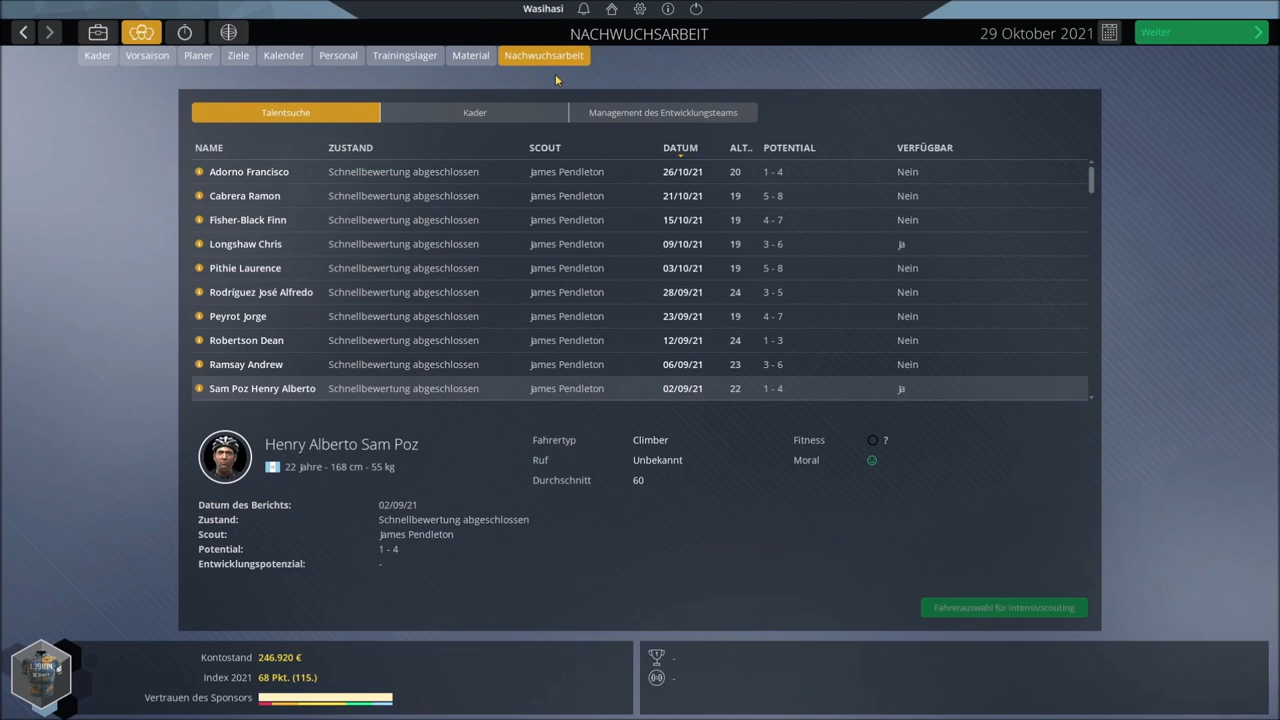 Wasihasi
NACHWUCHSARBEIT
29 Oktober 2021
Weiter
Kader Vorsaison Planer Ziele Kalender Personal Trainingslager Material Nachwuchsarbeit
Talentsuche Kader Management des Entwicklungsteams
NAME ZUSTAND SCOUT DATUM ALT.. POTENTIAL VERFÜGBAR
Adorno Francisco Schnellbewertung abgeschlossen James Pendleton 26/10/21 20 1 - 4 Nein
Cabrera Ramon Schnellbewertung abgeschlossen James Pendleton 21/10/21 19 5 - 8 Nein
Fisher-Black Finn Schnellbewertung abgeschlossen James Pendleton 15/10/21 19 4 - 7 Nein
Longshaw Chris Schnellbewertung abgeschlossen James Pendleton 09/10/21 19 3 - 6 Ja
Pithie Laurence Schnellbewertung abgeschlossen James Pendleton 03/10/21 19 5 - 8 Nein
Rodríguez José Alfredo Schnellbewertung abgeschlossen James Pendleton 28/09/21 24 3 - 5 Nein
Peyrot Jorge Schnellbewertung abgeschlossen James Pendleton 23/09/21 19 4 - 7 Nein
Robertson Dean Schnellbewertung abgeschlossen James Pendleton 12/09/21 24 1 - 3 Nein
Ramsay Andrew Schnellbewertung abgeschlossen James Pendleton 06/09/21 23 3 - 6 Nein
Sam Poz Henry Alberto Schnellbewertung abgeschlossen James Pendleton 02/09/21 22 1 - 4 Ja
Henry Alberto Sam Poz
22 Jahre - 168 cm - 55 kg
Fahrertyp Climber
Ruf Unbekannt
Durchschnitt 60
Fitness ?
Moral
Datum des Berichts: 02/09/21
Zustand: Schnellbewertung abgeschlossen
Scout: James Pendleton
Potential: 1 - 4
Entwicklungspotenzial: -
Fahrerauswahl für Intensivscouting
Kontostand 246.920 €
Index 2021 68 Pkt. (115.)
Vertrauen des Sponsors
-
-